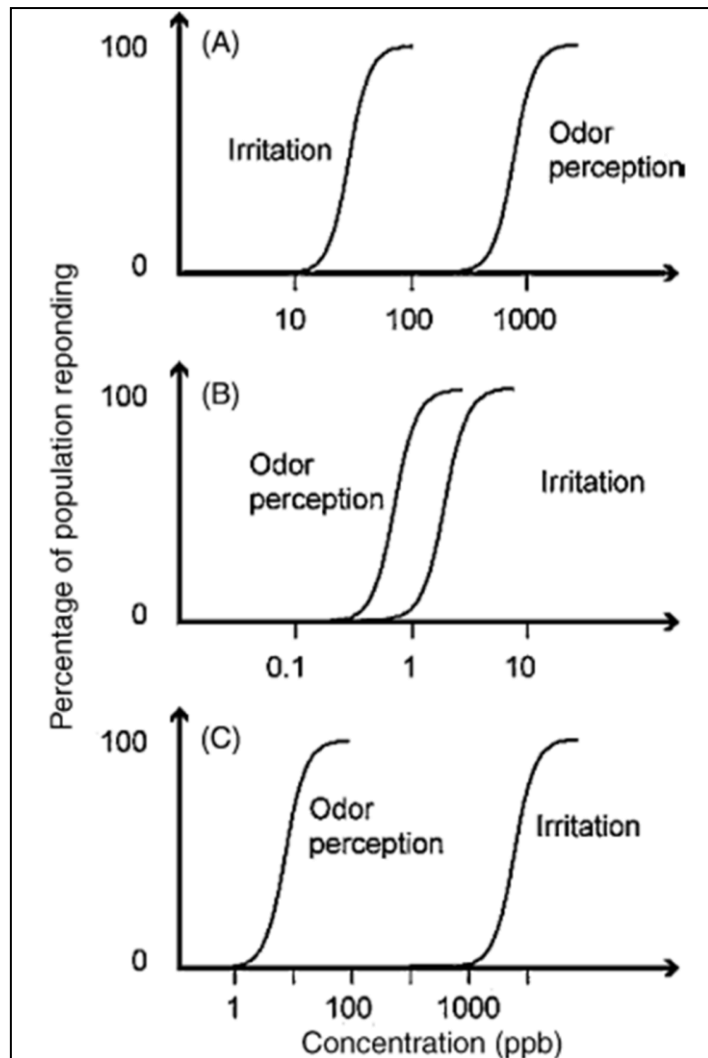 Percentage of population reponding
100
(A)
Irritation
Odor
perception
0
10
100
1000
100
(B)
Odor
perception
Irritation
0
0.1
1
10
100
(C)
Odor
perception
Irritation
0
1
100
1000
Concentration (ppb)